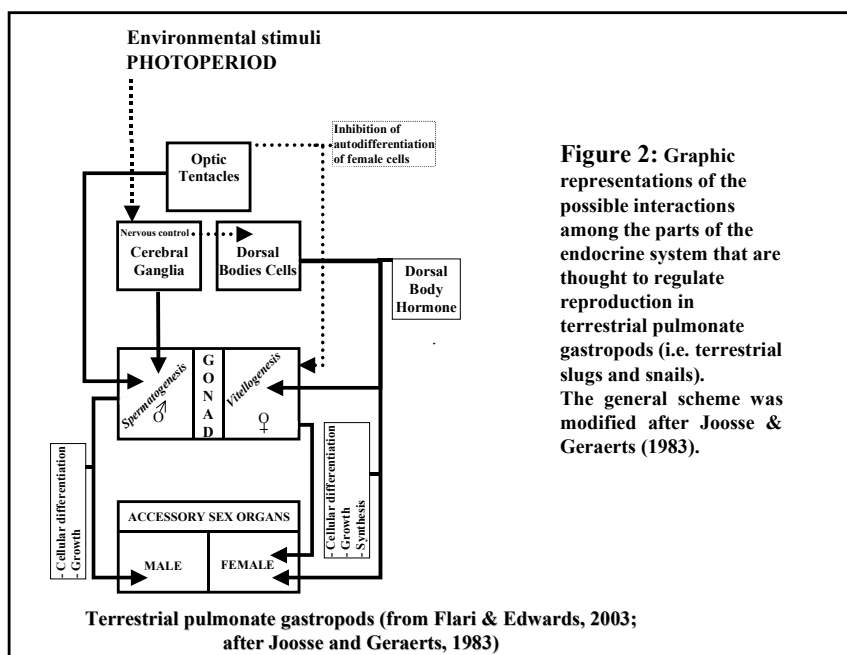 Environmental stimuli
PHOTOPERIOD
Inhibition of
autodifferentiation
of female cells
Optic
Tentacles
Nervous control
Cerebral
Ganglia
Dorsal
Bodies Cells
Dorsal
Body
Hormone
Spermatogenesis
♂
G
O
N
A
D
Vitellogenesis
♀
- Cellular differentiation
- Growth
- Cellular differentiation
- Growth
- Synthesis
ACCESSORY SEX ORGANS
MALE
FEMALE
Figure 2: Graphic
representations of the
possible interactions
among the parts of the
endocrine system that are
thought to regulate
reproduction in
terrestrial pulmonate
gastropods (i.e. terrestrial
slugs and snails).
The general scheme was
modified after Joosse &
Geraerts (1983).
Terrestrial pulmonate gastropods (from Flari & Edwards, 2003;
after Joosse and Geraerts, 1983)